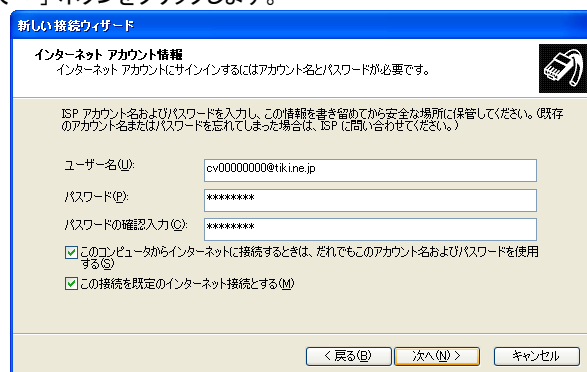 」ボタンをクリックします。
新しい接続ウィザード
インターネット アカウント情報
インターネット アカウントにサインインするにはアカウント名とパスワードが必要です。
ISP アカウント名およびパスワードを入力し、この情報を書き留めてから安全な場所に保管してください。(既存
のアカウント名またはパスワードを忘れてしまった場合は、ISP に問い合わせてください。)
ユーザー名(U):
cv00000000@tiki.ne.jp
パスワード(P):
********
パスワードの確認入力(C):
********
このコンピュータからインターネットに接続するときは、だれでもこのアカウント名およびパスワードを使用
する(S)
この接続を既定のインターネット接続とする(M)
< 戻る(B)
次へ(N) >
キャンセル